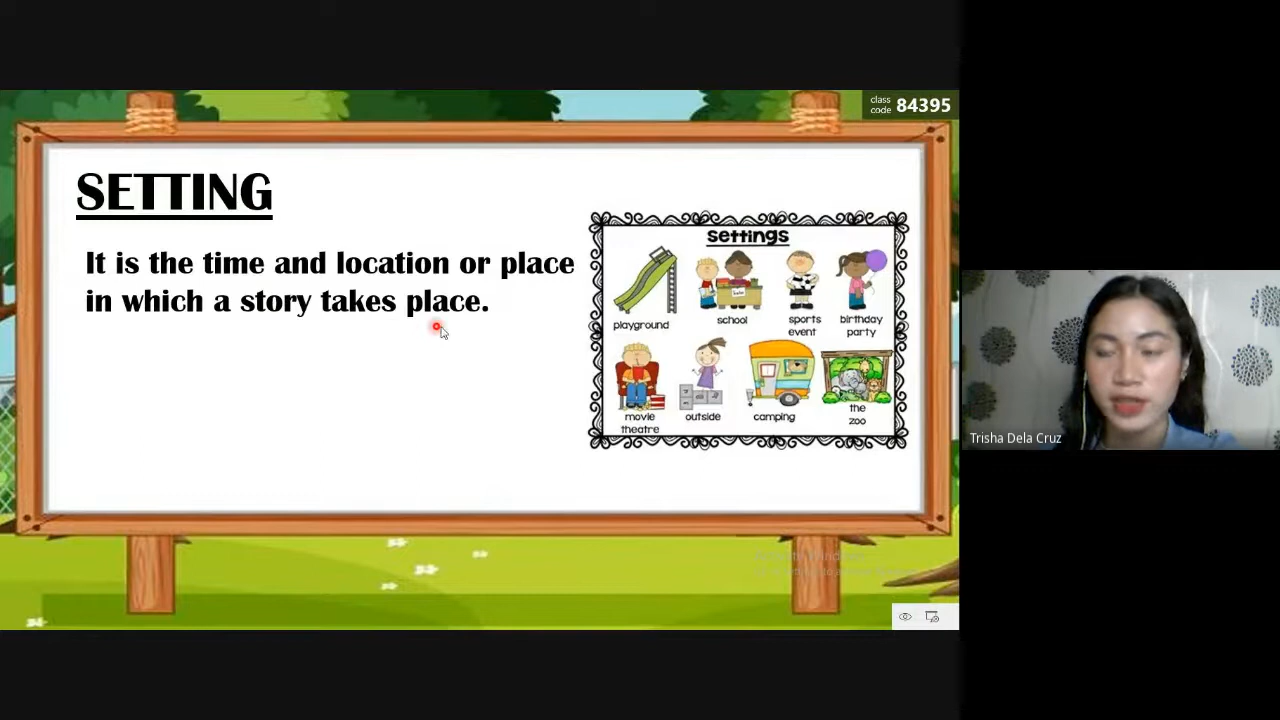 class
code 84395
SETTING
It is the time and location or place
in which a story takes place.
settings
playground
school
sports
event
birthday
party
movie
theatre
outside
camping
the
zoo
Trisha Dela Cruz